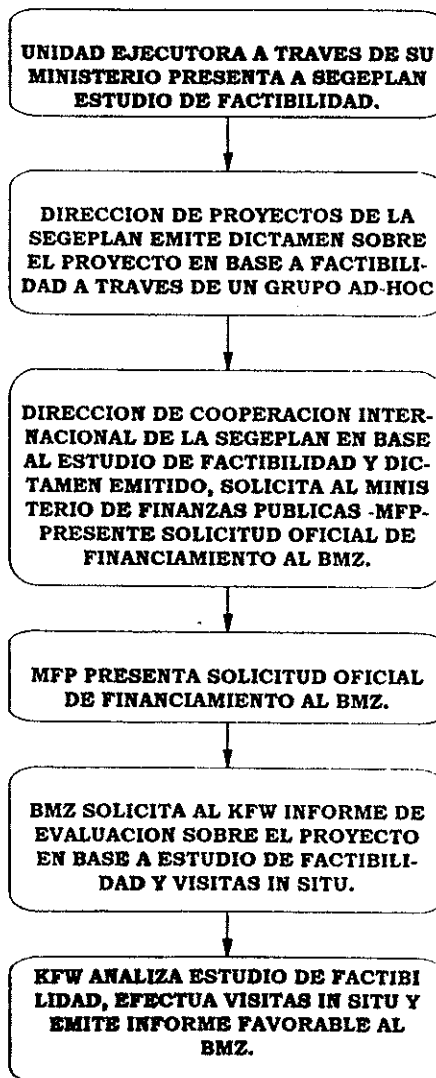 UNIDAD EJECUTORA A TRAVES DE SU
MINISTERIO PRESENTA A SEGEPLAN
ESTUDIO DE FACTIBILIDAD.
DIRECCION DE PROYECTOS DE LA
SEGEPLAN EMITE DICTAMEN SOBRE
EL PROYECTO EN BASE A FACTIBILI-
DAD A TRAVES DE UN GRUPO AD-HOC
DIRECCION DE COOPERACION INTER-
NACIONAL DE LA SEGEPLAN EN BASE
AL ESTUDIO DE FACTIBILIDAD Y DIC-
TAMEN EMITIDO, SOLICITA AL MINIS
TERIO DE FINANZAS PUBLICAS -MFP-
PRESENTE SOLICITUD OFICIAL DE
FINANCIAMIENTO AL BMZ.
MFP PRESENTA SOLICITUD OFICIAL
DE FINANCIAMIENTO AL BMZ.
BMZ SOLICITA AL KFW INFORME DE
EVALUACION SOBRE EL PROYECTO
EN BASE A ESTUDIO DE FACTIBILI-
DAD Y VISITAS IN SITU.
KFW ANALIZA ESTUDIO DE FACTIBI
LIDAD, EFECTUA VISITAS IN SITU Y
EMITE INFORME FAVORABLE AL
BMZ.